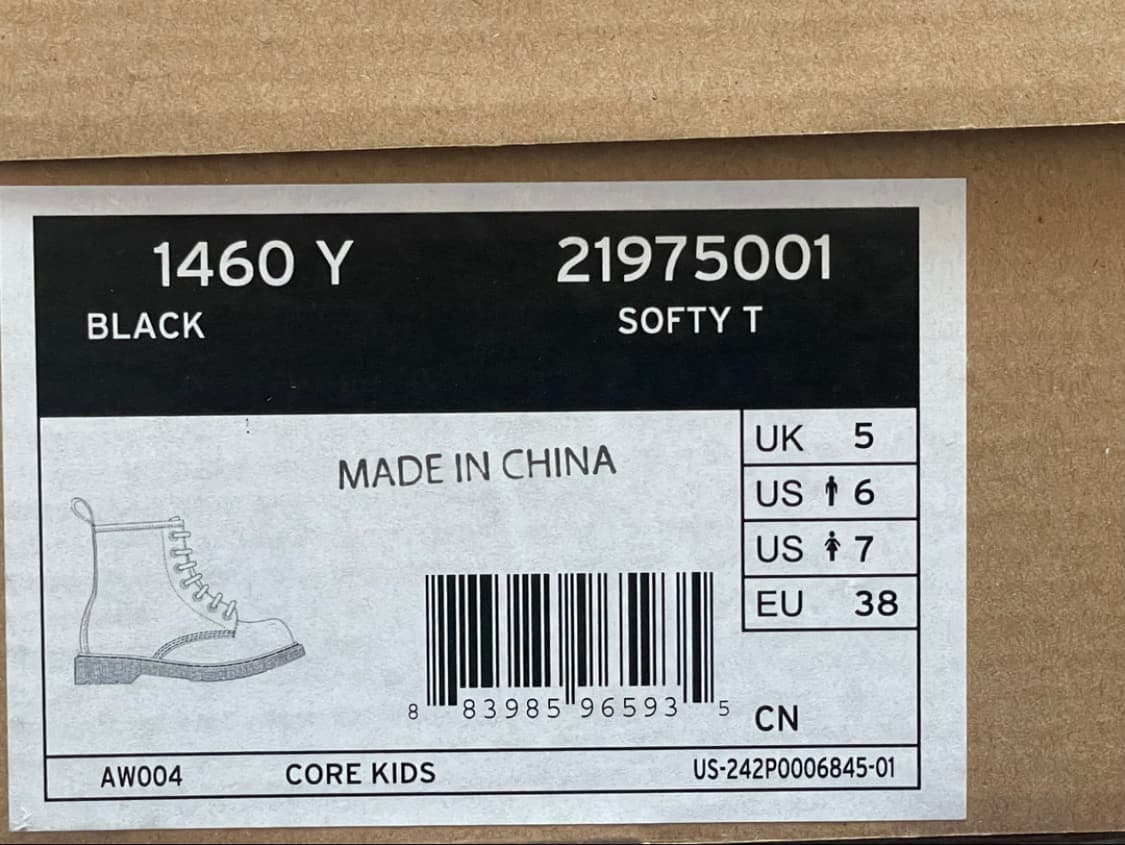 1460 Y 21975001
BLACK SOFTY T
MADE IN CHINA
UK 5
US 6
US 7
EU 38
8 83985 96593 5
CN
AW004 CORE KIDS US-242P0006845-01